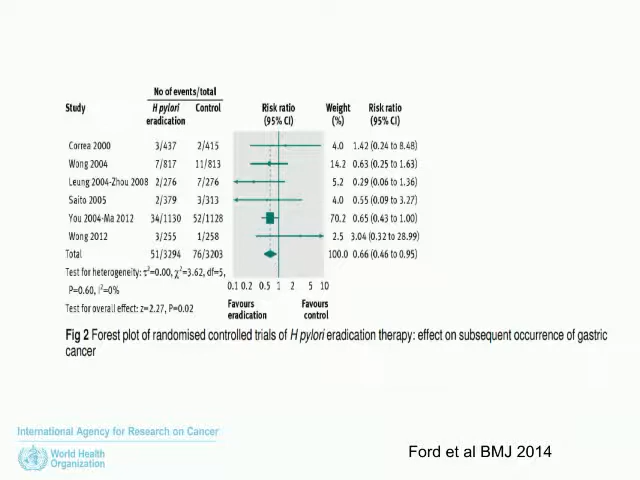 No of events/total
Study H pylori eradication Control Risk ratio (95% CI) Weight (%) Risk ratio (95% CI)
Correa 2000 3/437 2/415 4.0 1.42 (0.24 to 8.48)
Wong 2004 7/817 11/813 14.2 0.63 (0.25 to 1.63)
Leung 2004-Zhou 2008 2/276 7/276 5.2 0.29 (0.06 to 1.36)
Saito 2005 2/379 3/313 4.0 0.55 (0.09 to 3.27)
You 2004-Ma 2012 34/1130 52/1128 70.2 0.65 (0.43 to 1.00)
Wong 2012 3/255 1/258 2.5 3.04 (0.32 to 28.99)
Total 51/3294 76/3203 100.0 0.66 (0.46 to 0.95)
Test for heterogeneity: τ²=0.00, χ²=3.62, df=5,
P=0.60, I²=0%
0.1 0.2 0.5 1 2 5 10
Test for overall effect: z=2.27, P=0.02
Favours eradication Favours control
Fig 2 Forest plot of randomised controlled trials of H pylori eradication therapy: effect on subsequent occurrence of gastric
cancer
International Agency for Research on Cancer
World Health
Organization
Ford et al BMJ 2014